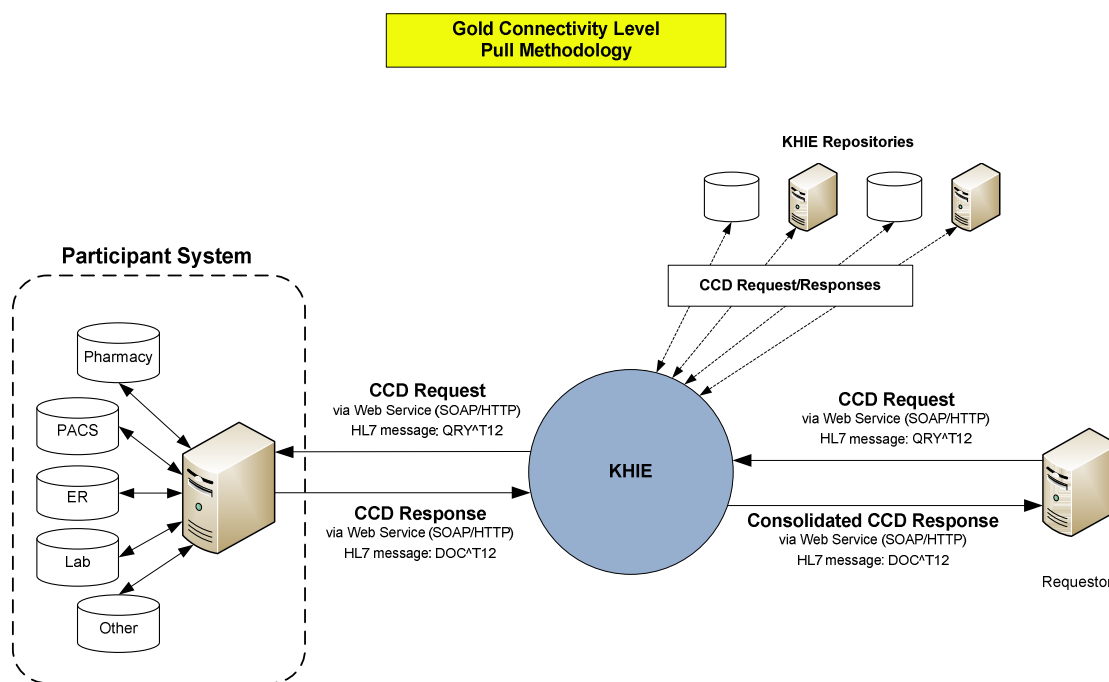 Gold Connectivity Level
Pull Methodology
KHIE Repositories
CCD Request/Responses
Participant System
Pharmacy
PACS
ER
Lab
Other
CCD Request
via Web Service (SOAP/HTTP)
HL7 message: QRY^T12
CCD Response
via Web Service (SOAP/HTTP)
HL7 message: DOC^T12
KHIE
CCD Request
via Web Service (SOAP/HTTP)
HL7 message: QRY^T12
Consolidated CCD Response
via Web Service (SOAP/HTTP)
HL7 message: DOC^T12
Requestor